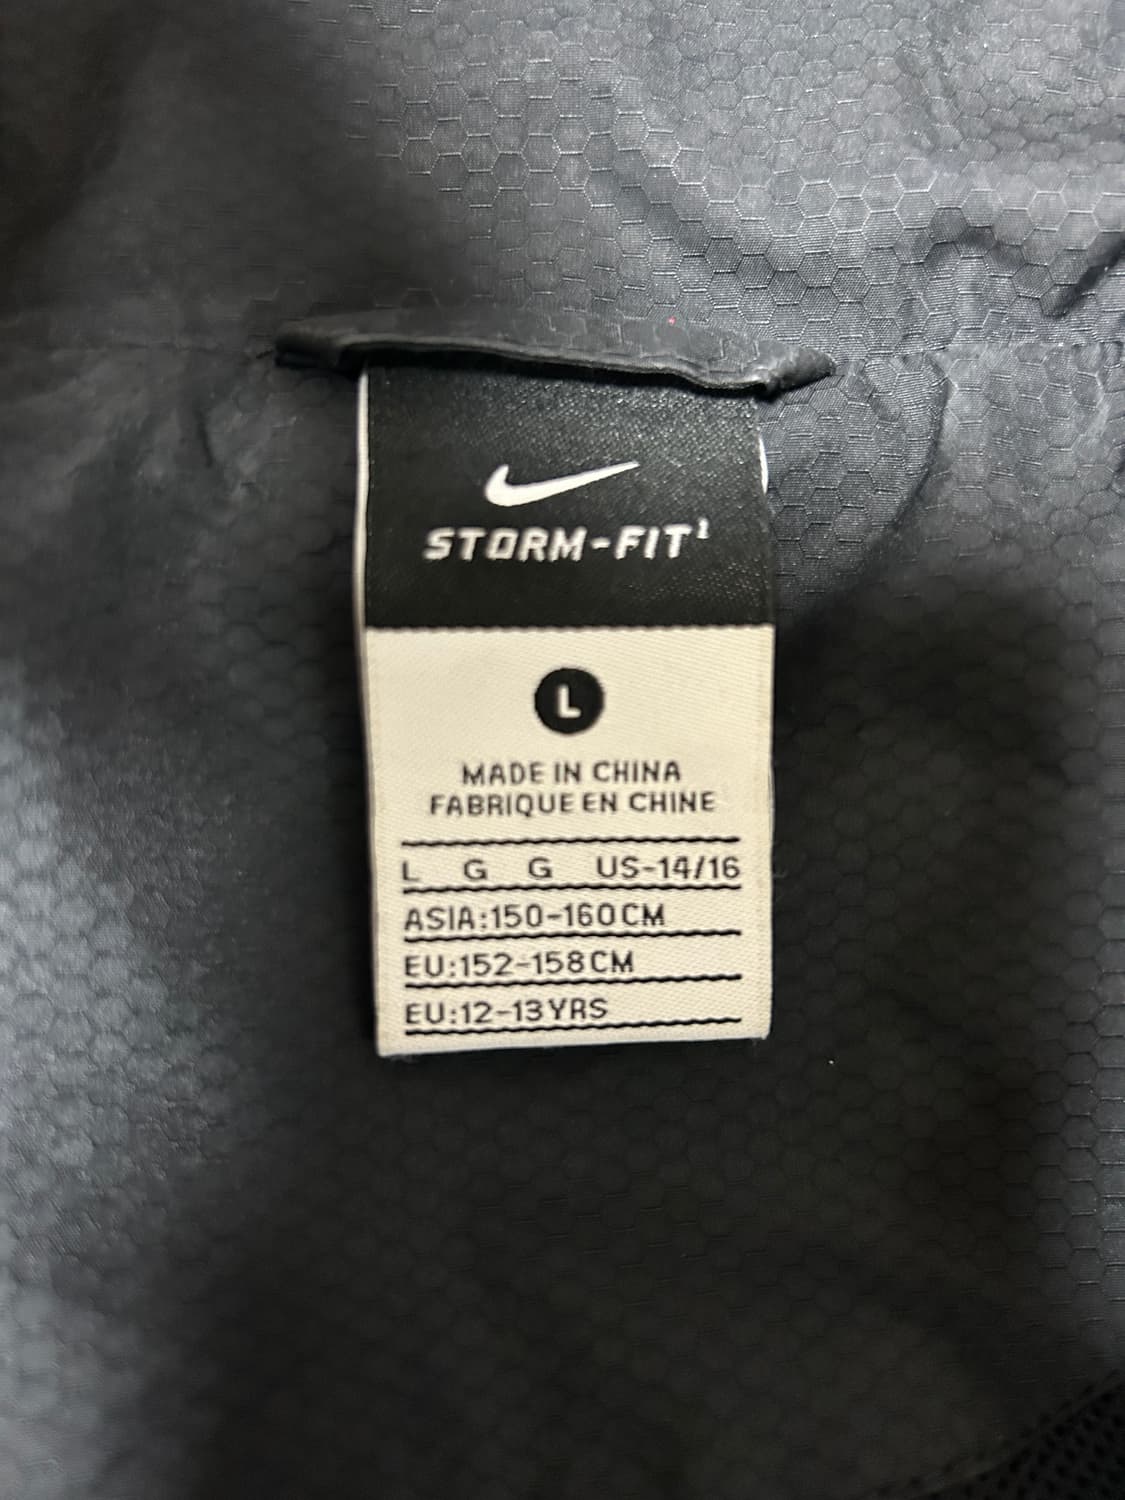 STORM-FIT¹
L
MADE IN CHINA
FABRIQUE EN CHINE
L G G US-14/16
ASIA:150-160CM
EU:152-158CM
EU:12-13YRS